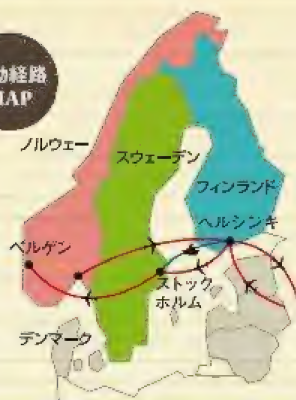 動経路
MAP
ノルウェー
スウェーデン
フィンランド
ヘルシンキ
ベルゲン
ストック
ホルム
デンマーク